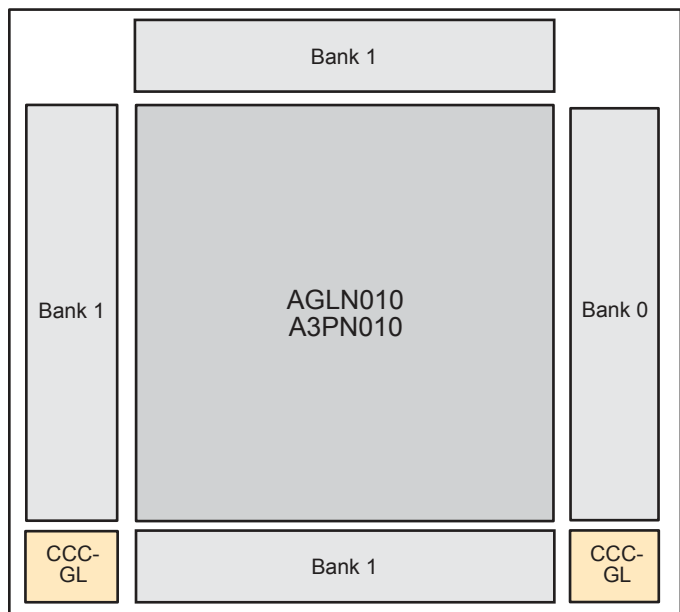 Bank 1
Bank 1
AGLN010
A3PN010
Bank 0
CCC-
GL
Bank 1
CCC-
GL